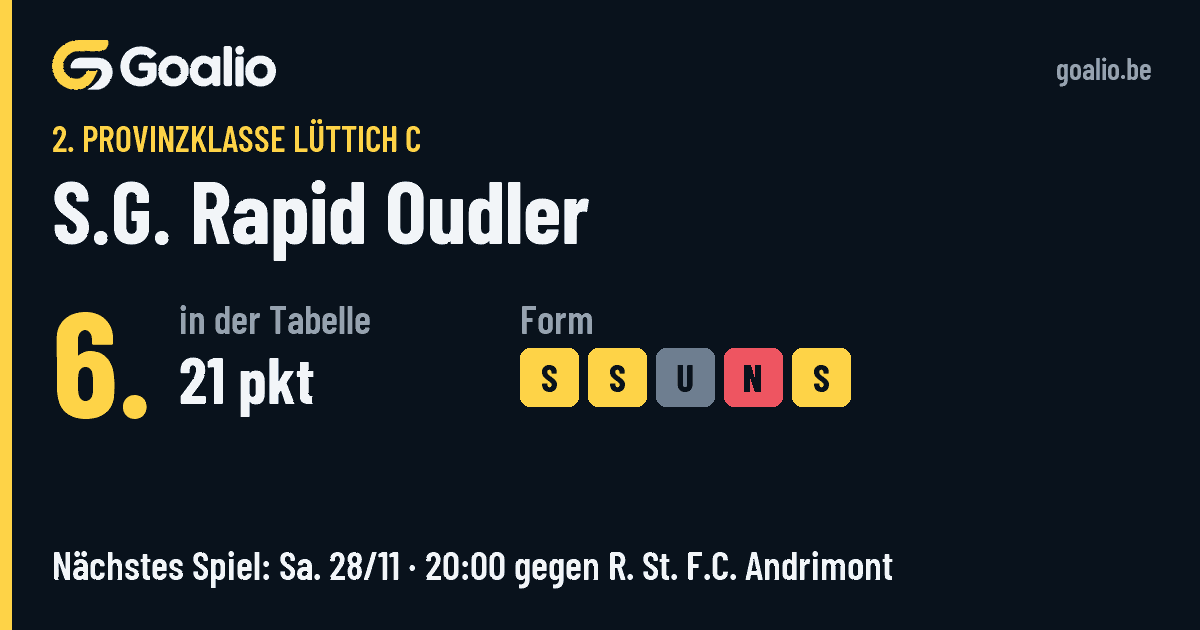 Goalio
goalio.be
2. PROVINZKLASSE LÜTTICH C
S.G. Rapid Oudler
6.
in der Tabelle
21 pkt
Form
S S U N S
Nächstes Spiel: Sa. 28/11 · 20:00 gegen R. St. F.C. Andrimont